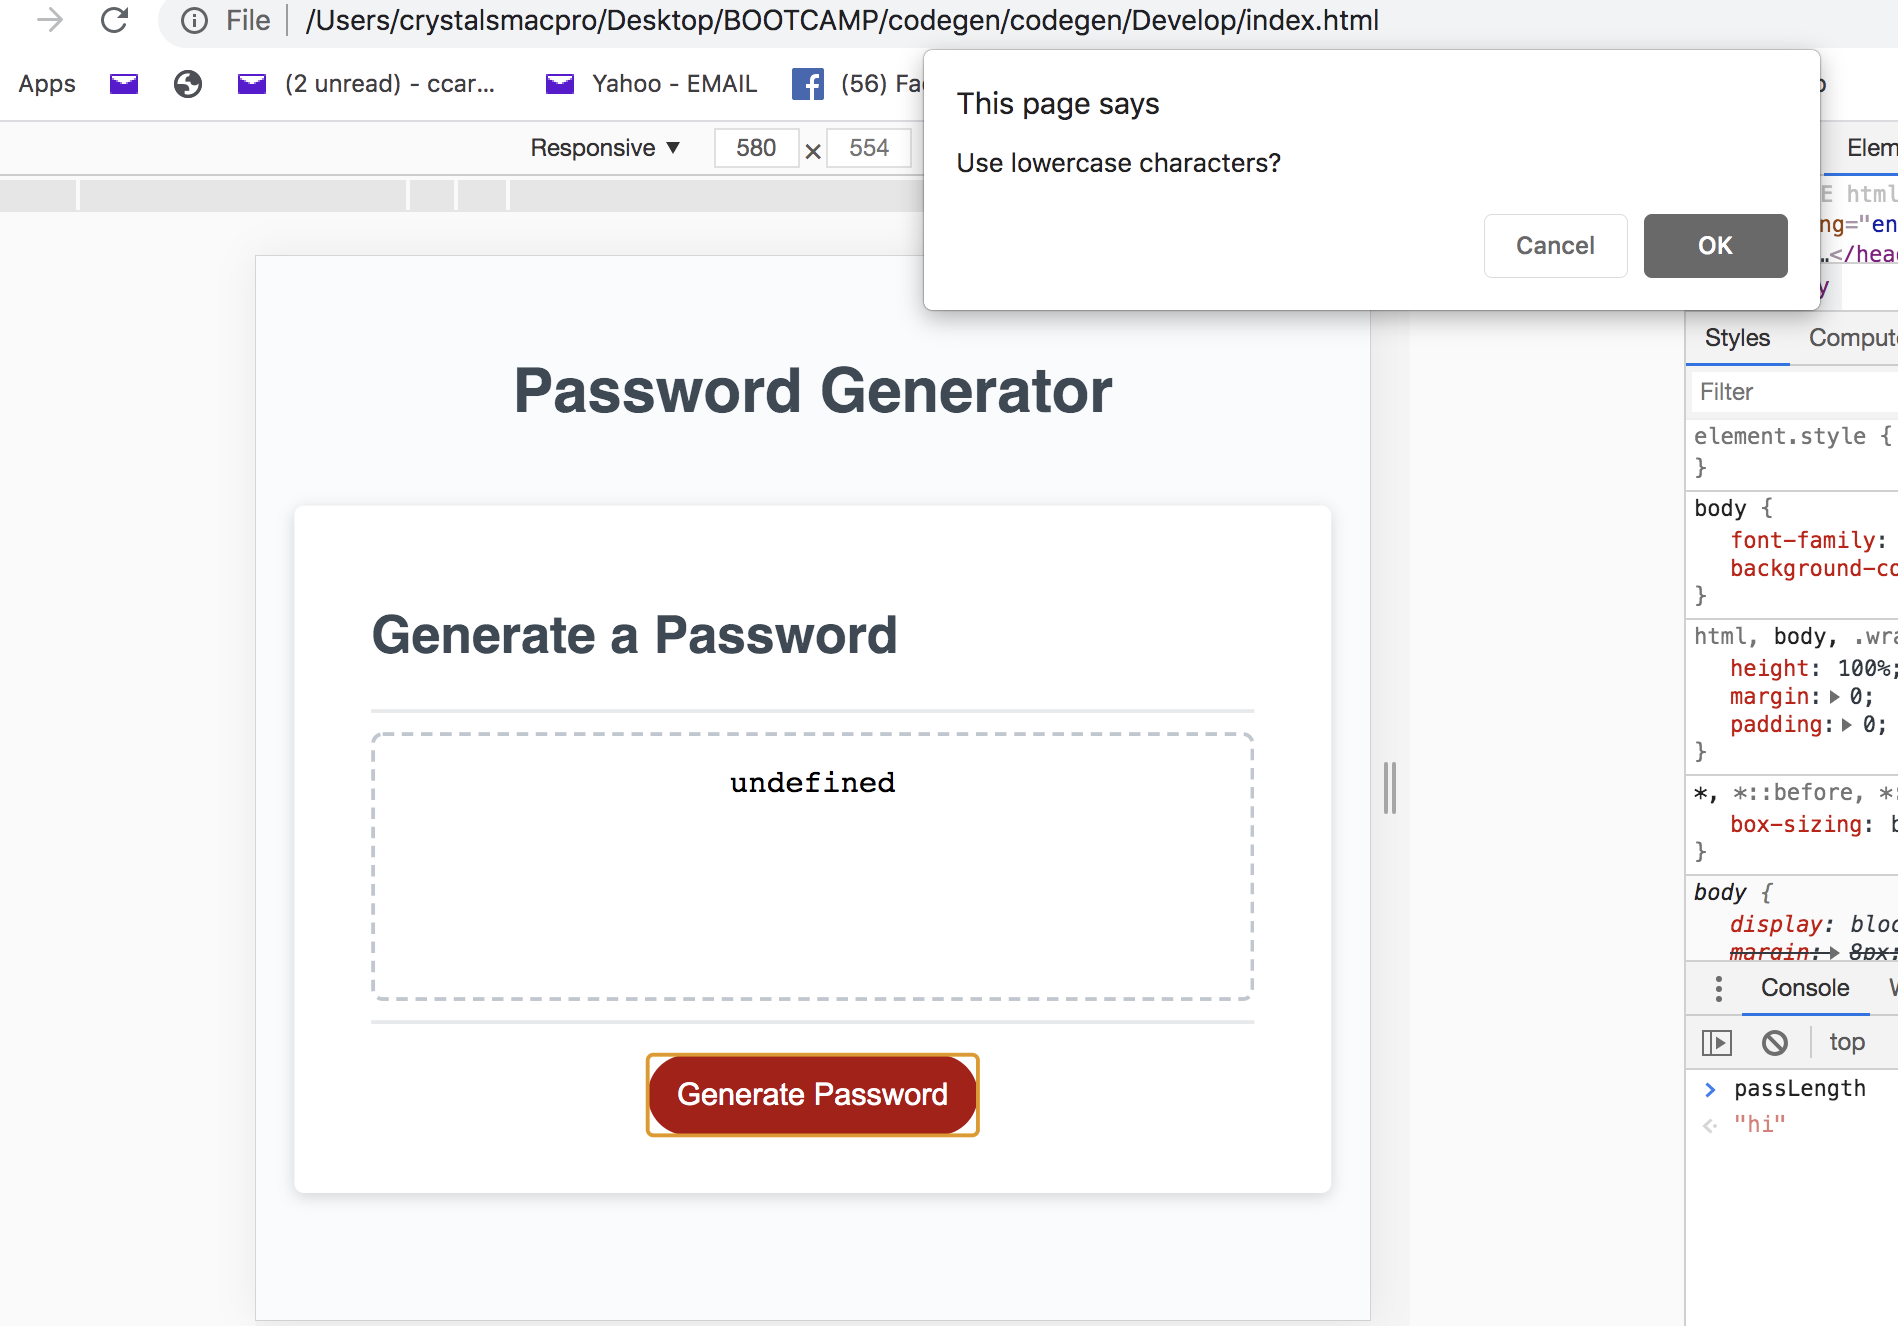 File | /Users/crystalsmacpro/Desktop/BOOTCAMP/codegen/codegen/Develop/index.html
Apps (2 unread) - ccar... Yahoo - EMAIL (56) Fa
This page says
Use lowercase characters?
Cancel OK
Responsive ▼ 580 × 554
Elem
E html
ng="en
…</head
y
Password Generator
Generate a Password
undefined
Generate Password
Styles Compute
Filter
element.style {
}
body {
font-family:
background-co
}
html, body, .wra
height: 100%;
margin: ▶ 0;
padding: ▶ 0;
}
*, *::before, *:
box-sizing: b
}
body {
display: bloc
margin: ▶ 8px;
Console
top
> passLength
"hi"